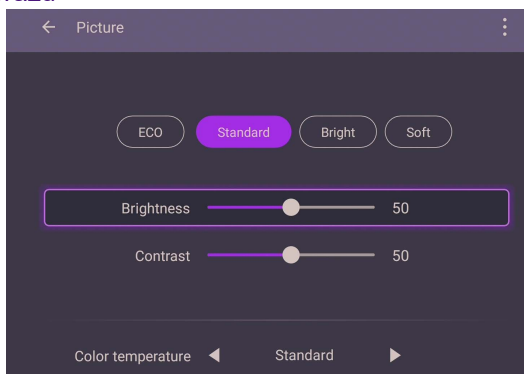 Picture
ECO Standard Bright Soft
Brightness 50
Contrast 50
Color temperature Standard